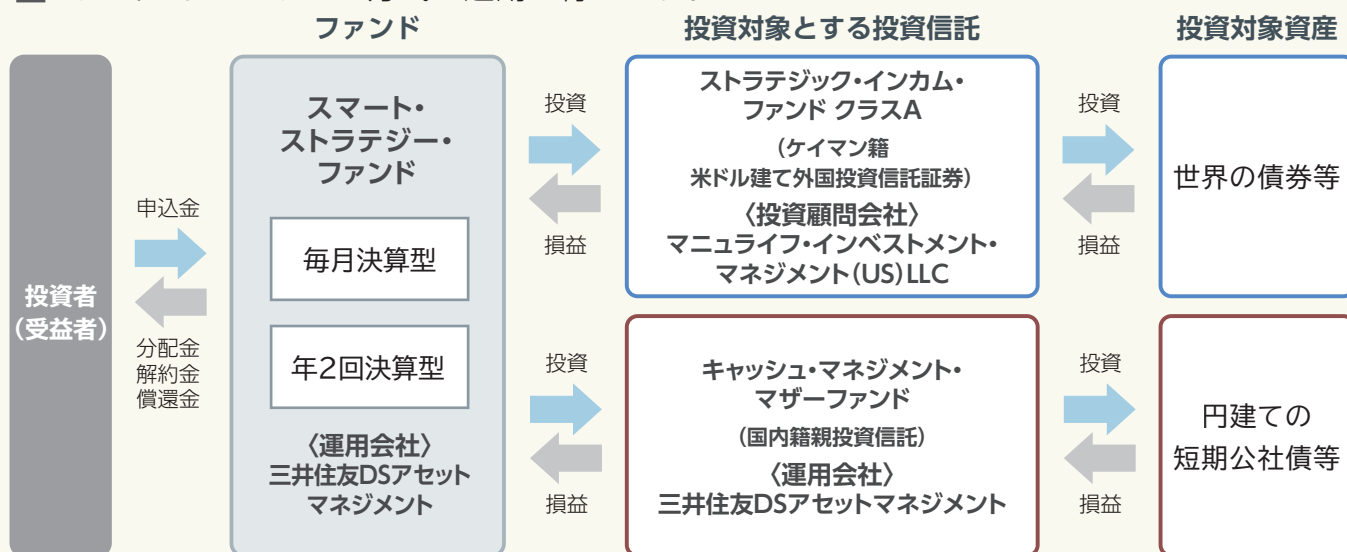 ファンド
投資対象とする投資信託
投資対象資産
投資者
(受益者)
申込金
分配金
解約金
償還金
スマート・
ストラテジー・
ファンド
毎月決算型
年2回決算型
〈運用会社〉
三井住友DSアセット
マネジメント
投資
損益
投資
損益
ストラテジック・インカム・
ファンド クラスA
(ケイマン籍
米ドル建て外国投資信託証券)
〈投資顧問会社〉
マニュライフ・インベストメント・
マネジメント(US)LLC
キャッシュ・マネジメント・
マザーファンド
(国内籍親投資信託)
〈運用会社〉
三井住友DSアセットマネジメント
投資
損益
投資
損益
世界の債券等
円建ての
短期公社債等